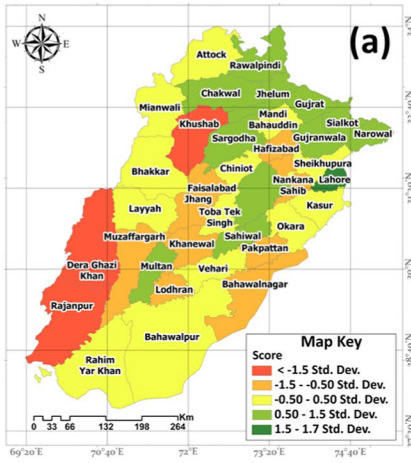 (a)
N
W E
S
Attock
Rawalpindi
Chakwal
Jhelum
Gujrat
Mianwali
Khushab
Mandi
Bahauddin
Sialkot
Narowal
Sargodha
Gujranwala
Hafizabad
Sheikhupura
Bhakkar
Chiniot
Faisalabad
Nankana
Sahib
Lahore
Jhang
Kasur
Layyah
Toba Tek
Singh
Okara
Muzaffargarh
Khanewal
Sahiwal
Pakpattan
Dera Ghazi
Khan
Multan
Vehari
Bahawalnagar
Lodhran
Rajanpur
Bahawalpur
Rahim
Yar Khan
Map Key
Score
< -1.5 Std. Dev.
-1.5 - -0.50 Std. Dev.
-0.50 - 0.50 Std. Dev.
0.50 - 1.5 Std. Dev.
1.5 - 1.7 Std. Dev.
Km
0 33 66 132 198 264
69°20'E 70°40'E 72°E 73°20'E 74°40'E